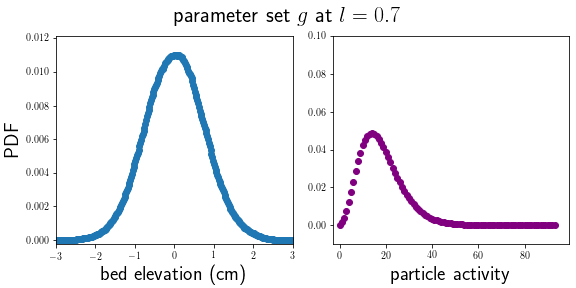 parameter set g at l = 0.7
PDF
0.012
0.010
0.008
0.006
0.004
0.002
0.000
−3 −2 −1 0 1 2 3
bed elevation (cm)
0.10
0.08
0.06
0.04
0.02
0.00
0 20 40 60 80
particle activity